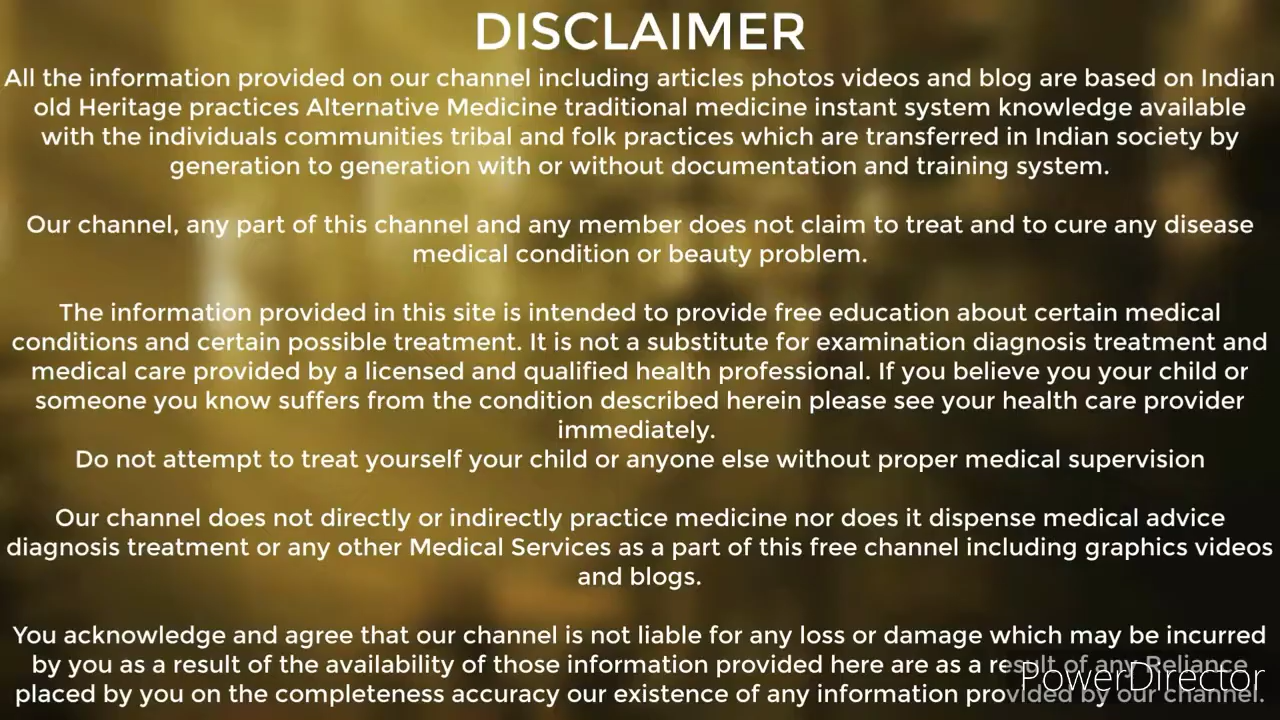 DISCLAIMER
All the information provided on our channel including articles photos videos and blog are based on Indian
old Heritage practices Alternative Medicine traditional medicine instant system knowledge available
with the individuals communities tribal and folk practices which are transferred in Indian society by
generation to generation with or without documentation and training system.
Our channel, any part of this channel and any member does not claim to treat and to cure any disease
medical condition or beauty problem.
The information provided in this site is intended to provide free education about certain medical
conditions and certain possible treatment. It is not a substitute for examination diagnosis treatment and
medical care provided by a licensed and qualified health professional. If you believe you your child or
someone you know suffers from the condition described herein please see your health care provider
immediately.
Do not attempt to treat yourself your child or anyone else without proper medical supervision
Our channel does not directly or indirectly practice medicine nor does it dispense medical advice
diagnosis treatment or any other Medical Services as a part of this free channel including graphics videos
and blogs.
You acknowledge and agree that our channel is not liable for any loss or damage which may be incurred
by you as a result of the availability of those information provided here are as a result of any Reliance
placed by you on the completeness accuracy our existence of any information provided by our channel.
PowerDirector